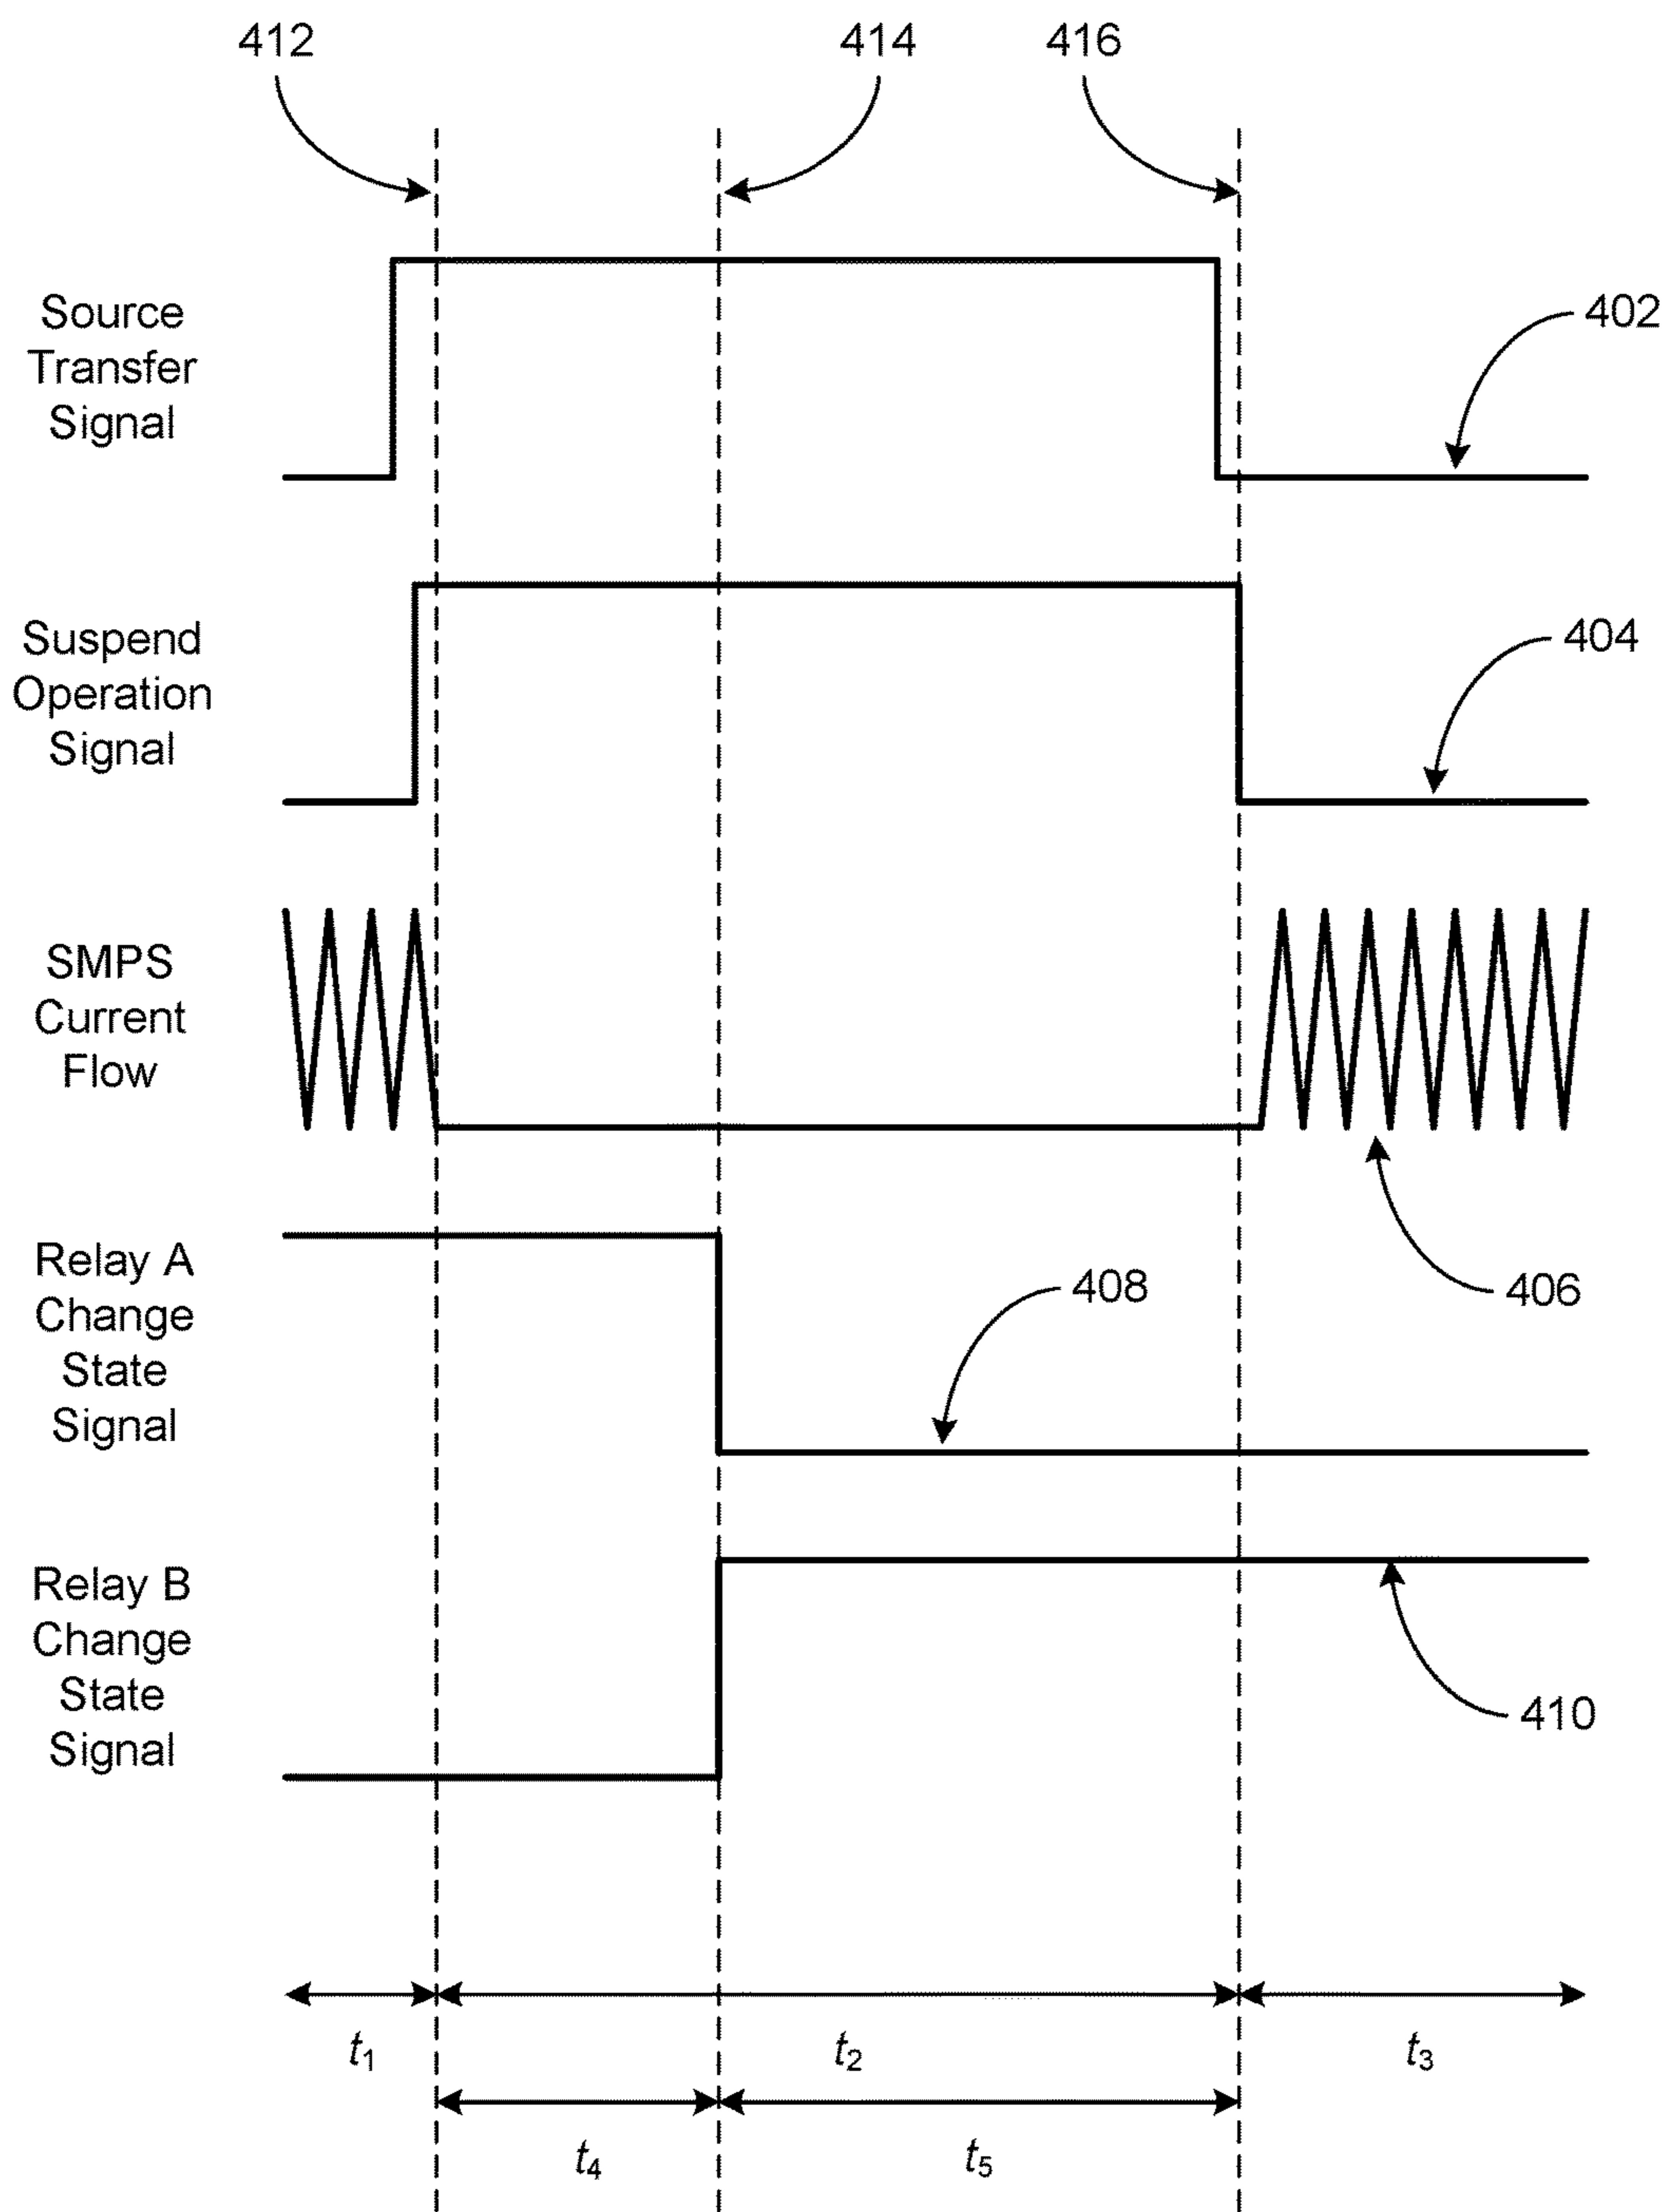 412
414
416
Source
Transfer
Signal
402
Suspend
Operation
Signal
404
SMPS
Current
Flow
406
Relay A
Change
State
Signal
408
Relay B
Change
State
Signal
410
t1
t2
t3
t4
t5